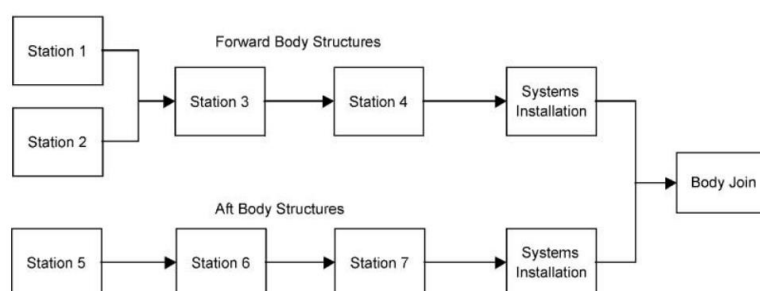 Station 1
Forward Body Structures
Station 3
Station 4
Systems
Installation
Station 2
Body Join
Aft Body Structures
Station 5
Station 6
Station 7
Systems
Installation